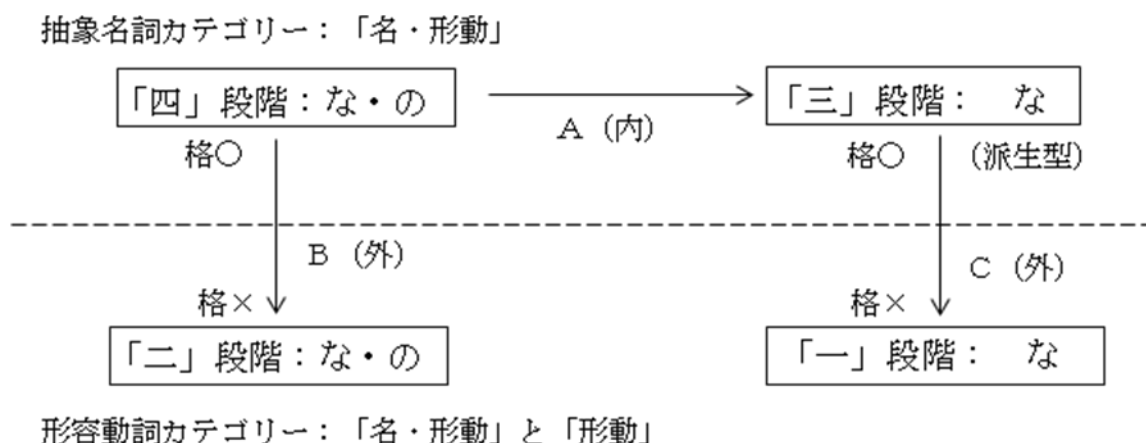 抽象名詞カテゴリー：「名・形動」
「四」段階：な・の
「三」段階：　な
A（内）
格○
格○
(派生型)
B（外）
C（外）
格×
格×
「二」段階：な・の
「一」段階：　な
形容動詞カテゴリー：「名・形動」と「形動」